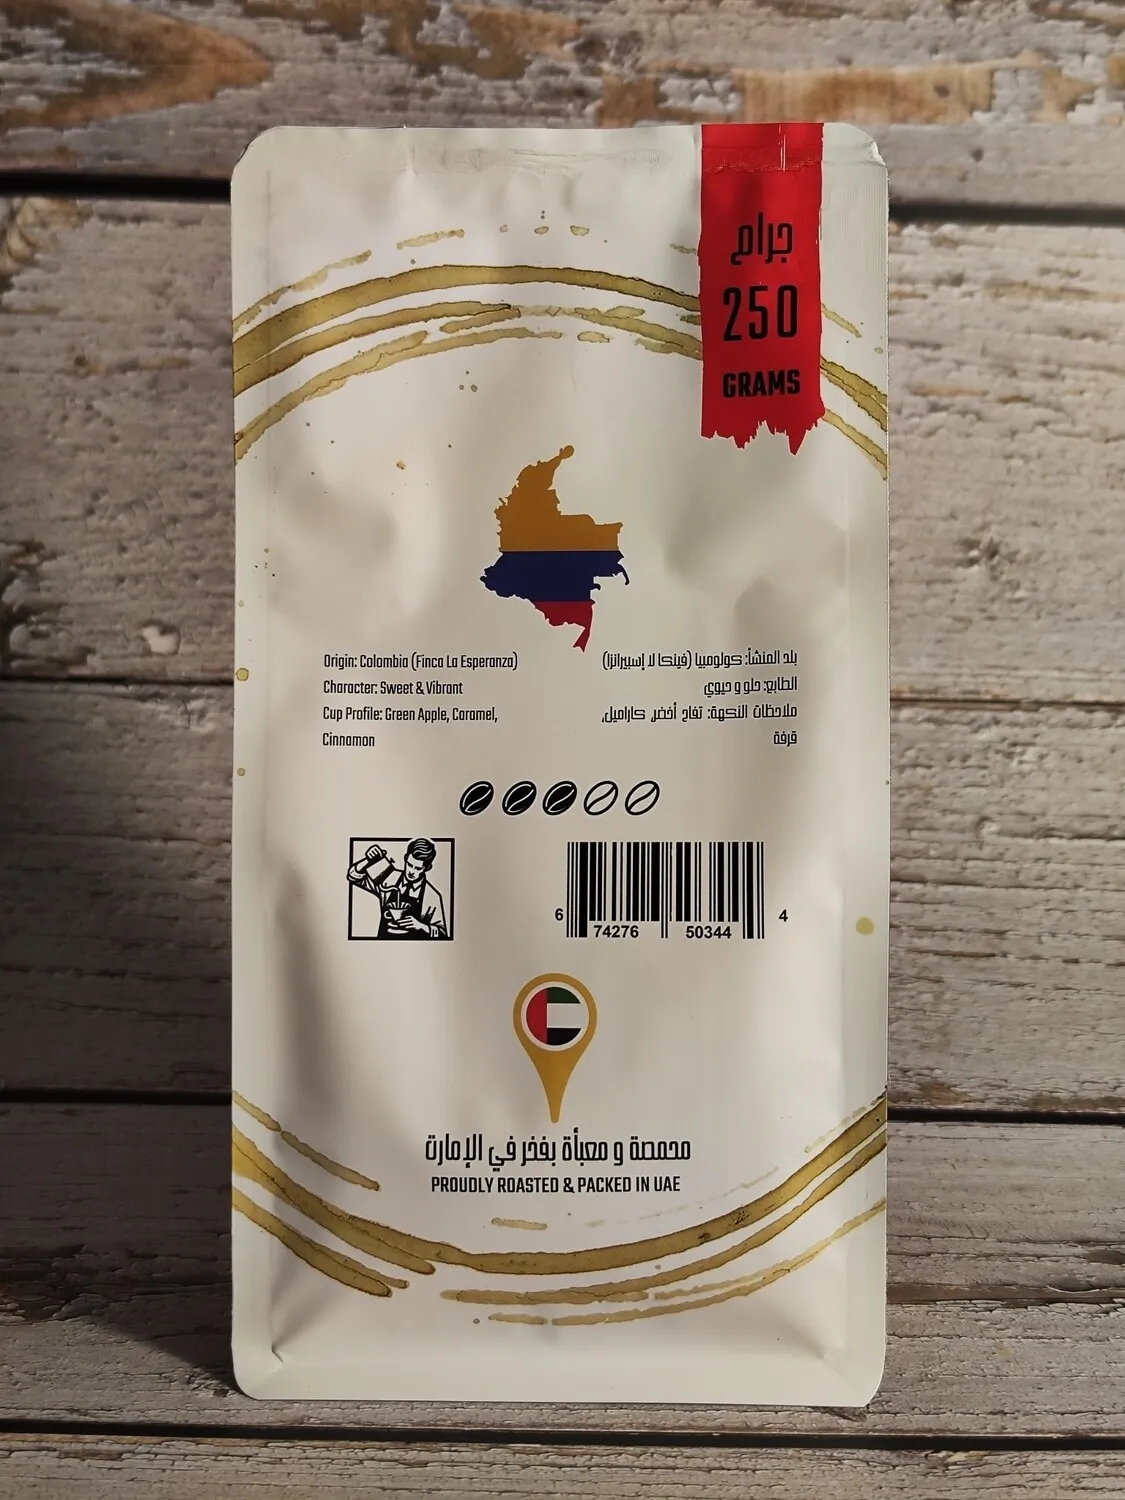 جرام
250
GRAMS
Origin: Colombia (Finca La Esperanza)
Character: Sweet & Vibrant
Cup Profile: Green Apple, Caramel,
Cinnamon
بلد المنشأ: كولومبيا (فينكا لا إسبيرانزا)
الطابع: حلو و حيوي
ملاحظات النكهة: تفاح أخضر، كاراميل،
قرفة
6 74276 50344 4
محمصة و معبأة بفخر في الإمارت
PROUDLY ROASTED & PACKED IN UAE